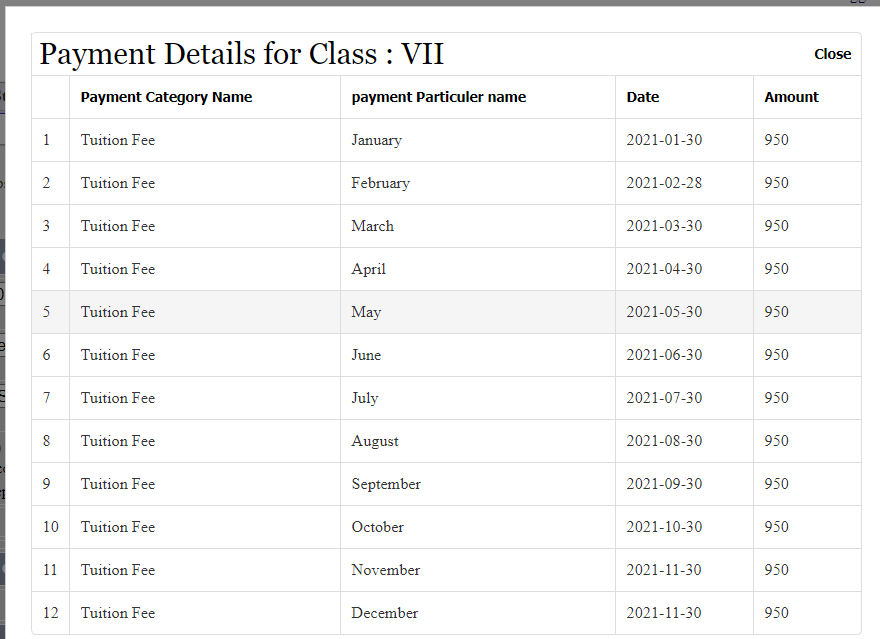 Payment Details for Class : VII
Close
Payment Category Name payment Particuler name Date Amount
1 Tuition Fee January 2021-01-30 950
2 Tuition Fee February 2021-02-28 950
3 Tuition Fee March 2021-03-30 950
4 Tuition Fee April 2021-04-30 950
5 Tuition Fee May 2021-05-30 950
6 Tuition Fee June 2021-06-30 950
7 Tuition Fee July 2021-07-30 950
8 Tuition Fee August 2021-08-30 950
9 Tuition Fee September 2021-09-30 950
10 Tuition Fee October 2021-10-30 950
11 Tuition Fee November 2021-11-30 950
12 Tuition Fee December 2021-11-30 950